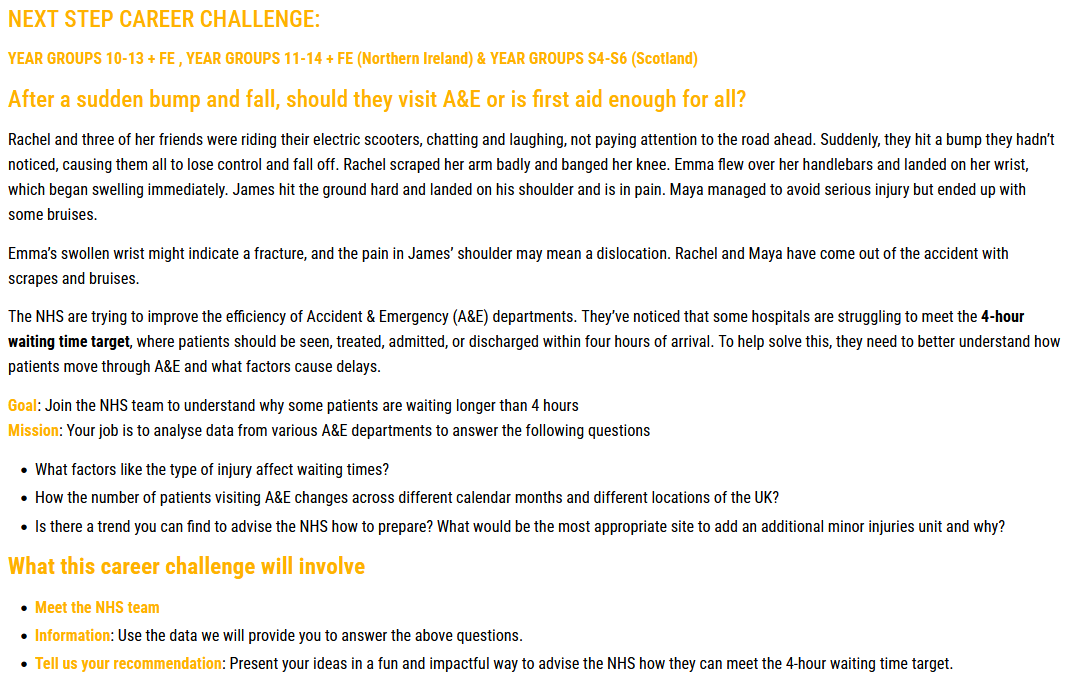 NEXT STEP CAREER CHALLENGE:
YEAR GROUPS 10-13 + FE , YEAR GROUPS 11-14 + FE (Northern Ireland) & YEAR GROUPS S4-S6 (Scotland)
After a sudden bump and fall, should they visit A&E or is first aid enough for all?
Rachel and three of her friends were riding their electric scooters, chatting and laughing, not paying attention to the road ahead. Suddenly, they hit a bump they hadn't
noticed, causing them all to lose control and fall off. Rachel scraped her arm badly and banged her knee. Emma flew over her handlebars and landed on her wrist,
which began swelling immediately. James hit the ground hard and landed on his shoulder and is in pain. Maya managed to avoid serious injury but ended up with
some bruises.
Emma's swollen wrist might indicate a fracture, and the pain in James' shoulder may mean a dislocation. Rachel and Maya have come out of the accident with
scrapes and bruises.
The NHS are trying to improve the efficiency of Accident & Emergency (A&E) departments. They've noticed that some hospitals are struggling to meet the 4-hour
waiting time target, where patients should be seen, treated, admitted, or discharged within four hours of arrival. To help solve this, they need to better understand how
patients move through A&E and what factors cause delays.
Goal: Join the NHS team to understand why some patients are waiting longer than 4 hours
Mission: Your job is to analyse data from various A&E departments to answer the following questions
• What factors like the type of injury affect waiting times?
• How the number of patients visiting A&E changes across different calendar months and different locations of the UK?
• Is there a trend you can find to advise the NHS how to prepare? What would be the most appropriate site to add an additional minor injuries unit and why?
What this career challenge will involve
• Meet the NHS team
• Information: Use the data we will provide you to answer the above questions.
• Tell us your recommendation: Present your ideas in a fun and impactful way to advise the NHS how they can meet the 4-hour waiting time target.